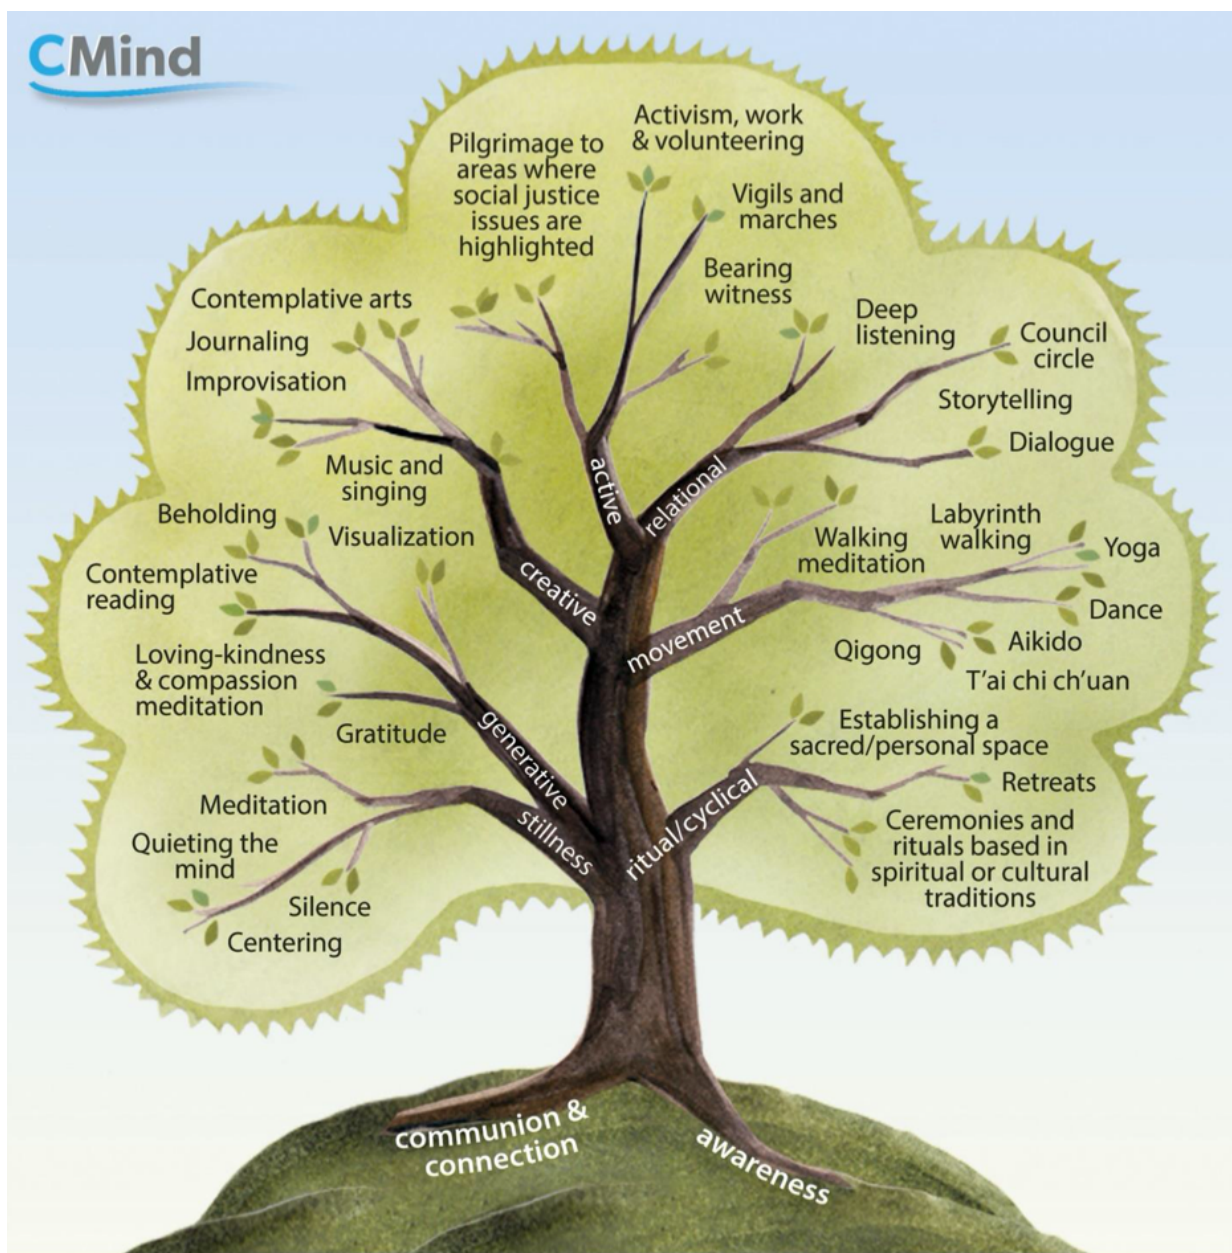 CMind
Activism, work
& volunteering
Pilgrimage to
areas where
social justice
issues are
highlighted
Vigils and
marches
Bearing
witness
Contemplative arts
Journaling
Improvisation
Music and
singing
Deep
listening
Council
circle
Storytelling
Dialogue
active
relational
creative
Beholding
Visualization
Contemplative
reading
Loving-kindness
& compassion
meditation
Gratitude
generative
Walking
meditation
Labyrinth
walking
Yoga
Dance
Aikido
Qigong
T'ai chi ch'uan
movement
Meditation
Quieting the
mind
Silence
Centering
stillness
Establishing a
sacred/personal space
Retreats
Ceremonies and
rituals based in
spiritual or cultural
traditions
ritual/cyclical
communion &
connection
awareness